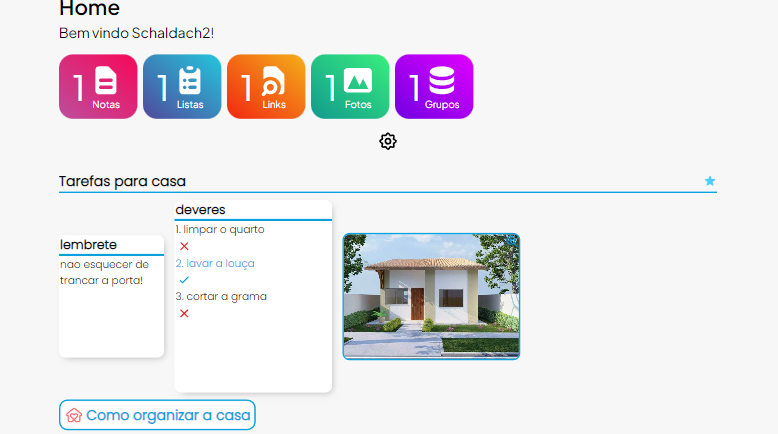 Home
Bem vindo Schaldach2!
1 Notas
1 Listas
1 Links
1 Fotos
1 Grupos
Tarefas para casa
lembrete
nao esquecer de
trancar a porta!
deveres
1. limpar o quarto
2. lavar a louça
3. cortar a grama
Como organizar a casa